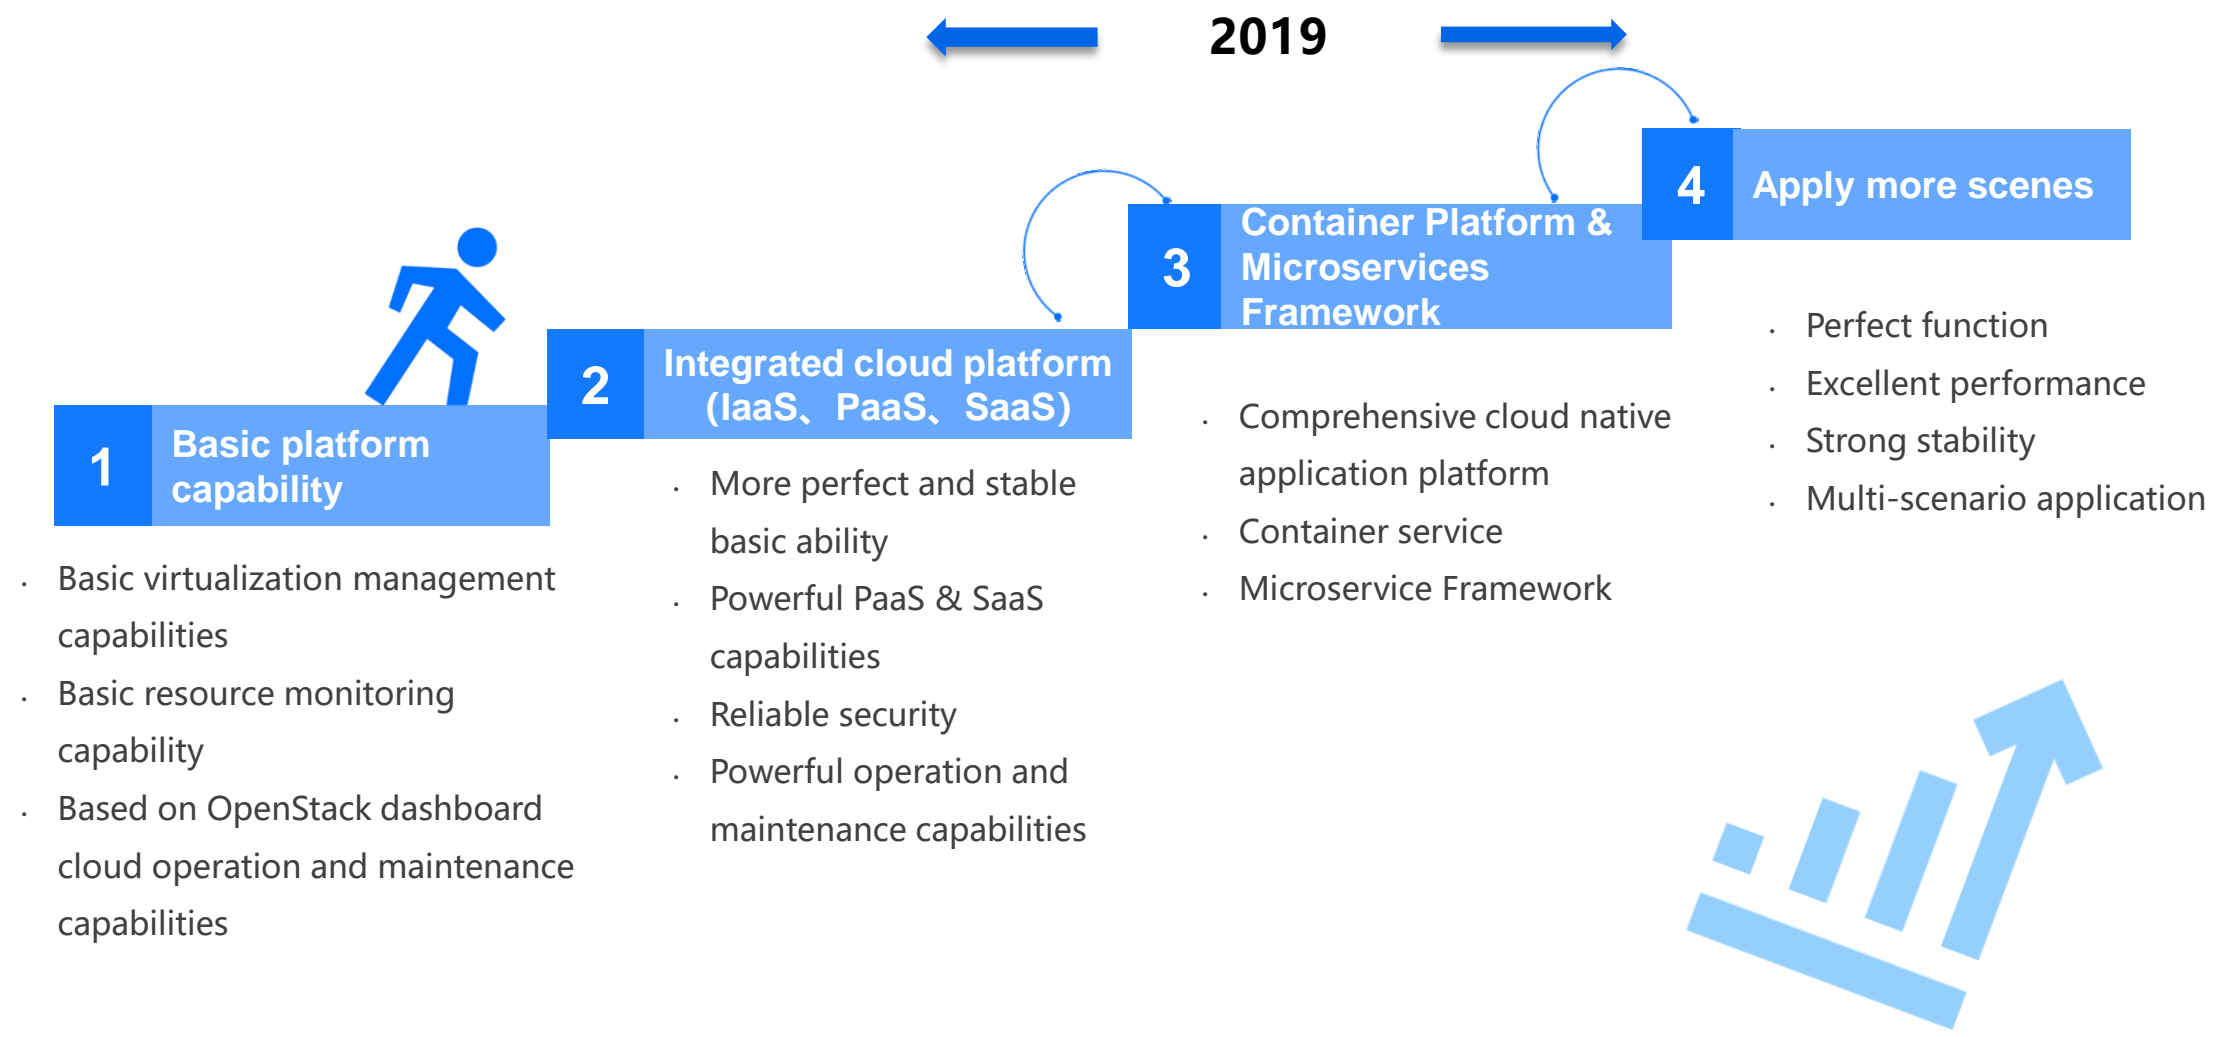 2019
1
Basic platform
capability
· Basic virtualization management
capabilities
· Basic resource monitoring
capability
· Based on OpenStack dashboard
cloud operation and maintenance
capabilities
2
Integrated cloud platform
（IaaS、PaaS、SaaS）
· More perfect and stable
basic ability
· Powerful PaaS & SaaS
capabilities
· Reliable security
· Powerful operation and
maintenance capabilities
3
Container Platform &
Microservices
Framework
· Comprehensive cloud native
application platform
· Container service
· Microservice Framework
4
Apply more scenes
· Perfect function
· Excellent performance
· Strong stability
· Multi-scenario application